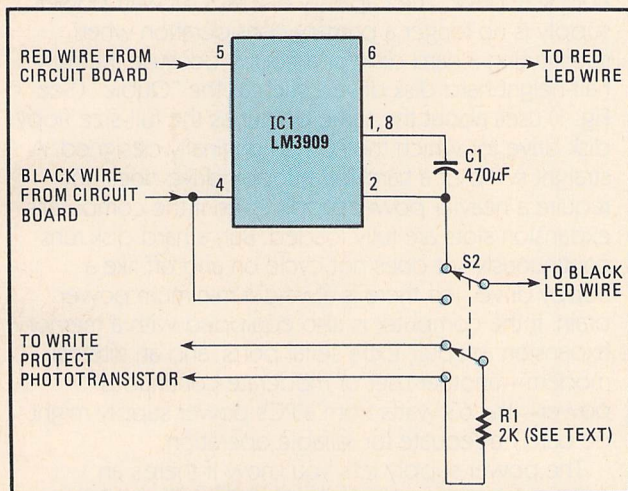 RED WIRE FROM
CIRCUIT BOARD
5
6
TO RED
LED WIRE
IC1
LM3909
1, 8
C1
470µF
BLACK WIRE
FROM CIRCUIT
BOARD
4
2
S2
TO BLACK
LED WIRE
TO WRITE
PROTECT
PHOTOTRANSISTOR
R1
2K (SEE TEXT)